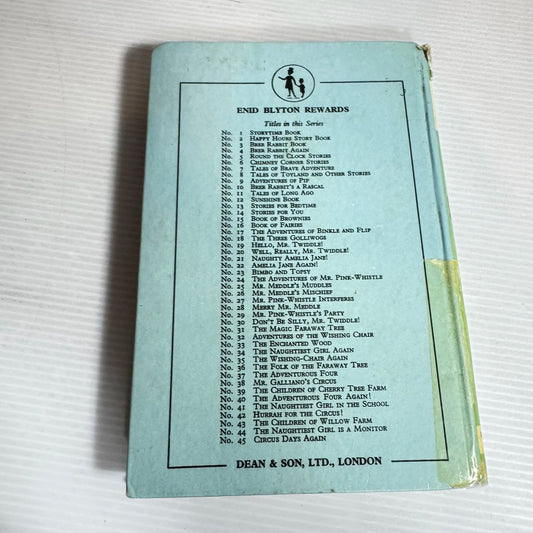 ENID BLYTON REWARDS
Titles in this Series
No. 1 STORYTIME BOOK
No. 2 HAPPY HOURS STORY BOOK
No. 3 BRER RABBIT BOOK
No. 4 BRER RABBIT AGAIN
No. 5 ROUND THE CLOCK STORIES
No. 6 CHIMNEY CORNER STORIES
No. 7 TALES OF BRAVE ADVENTURE
No. 8 TALES OF TOYLAND AND OTHER STORIES
No. 9 ADVENTURES OF PIP
No. 10 BRER RABBIT'S A RASCAL
No. 11 TALES OF LONG AGO
No. 12 SUNSHINE BOOK
No. 13 STORIES FOR BEDTIME
No. 14 STORIES FOR YOU
No. 15 BOOK OF BROWNIES
No. 16 BOOK OF FAIRIES
No. 17 THE ADVENTURES OF BINKLE AND FLIP
No. 18 THE THREE GOLLIWOGS
No. 19 HELLO, MR. TWIDDLE!
No. 20 WELL, REALLY, MR. TWIDDLE!
No. 21 NAUGHTY AMELIA JANE!
No. 22 AMELIA JANE AGAIN!
No. 23 BIMBO AND TOPSY
No. 24 THE ADVENTURES OF MR. PINK-WHISTLE
No. 25 MR. MEDDLE'S MUDDLES
No. 26 MR. MEDDLE'S MISCHIEF
No. 27 MR. PINK-WHISTLE INTERFERES
No. 28 MERRY MR. MEDDLE
No. 29 MR. PINK-WHISTLE'S PARTY
No. 30 DON'T BE SILLY, MR. TWIDDLE!
No. 31 THE MAGIC FARAWAY TREE
No. 32 ADVENTURES OF THE WISHING CHAIR
No. 33 THE ENCHANTED WOOD
No. 34 THE NAUGHTIEST GIRL AGAIN
No. 35 THE WISHING-CHAIR AGAIN
No. 36 THE FOLK OF THE FARAWAY TREE
No. 37 THE ADVENTUROUS FOUR
No. 38 MR. GALLIANO'S CIRCUS
No. 39 THE CHILDREN OF CHERRY TREE FARM
No. 40 THE ADVENTUROUS FOUR AGAIN!
No. 41 THE NAUGHTIEST GIRL IN THE SCHOOL
No. 42 HURRAH FOR THE CIRCUS!
No. 43 THE CHILDREN OF WILLOW FARM
No. 44 THE NAUGHTIEST GIRL IS A MONITOR
No. 45 CIRCUS DAYS AGAIN
DEAN & SON, LTD., LONDON